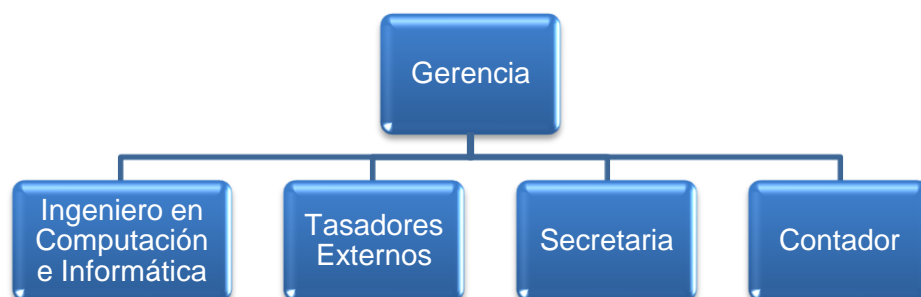 Gerencia
Ingeniero en
Computación
e Informática
Tasadores
Externos
Secretaria
Contador